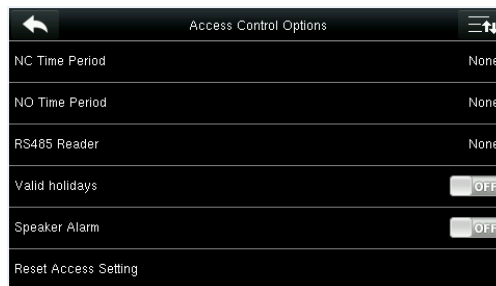 Access Control Options
NC Time Period None
NO Time Period None
RS485 Reader None
Valid holidays OFF
Speaker Alarm OFF
Reset Access Setting